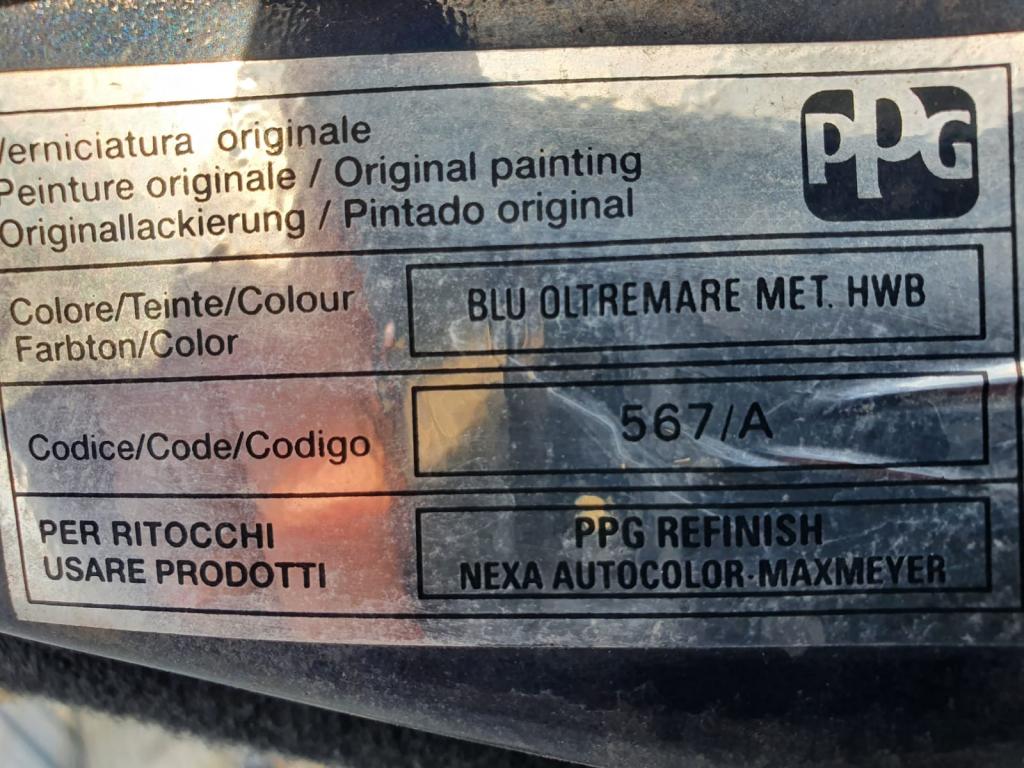 Verniciatura originale
Peinture originale / Original painting
Originallackierung / Pintado original
PPG
Colore/Teinte/Colour
Farbton/Color
BLU OLTREMARE MET. HWB
Codice/Code/Codigo
567/A
PER RITOCCHI
USARE PRODOTTI
PPG REFINISH
NEXA AUTOCOLOR-MAXMEYER